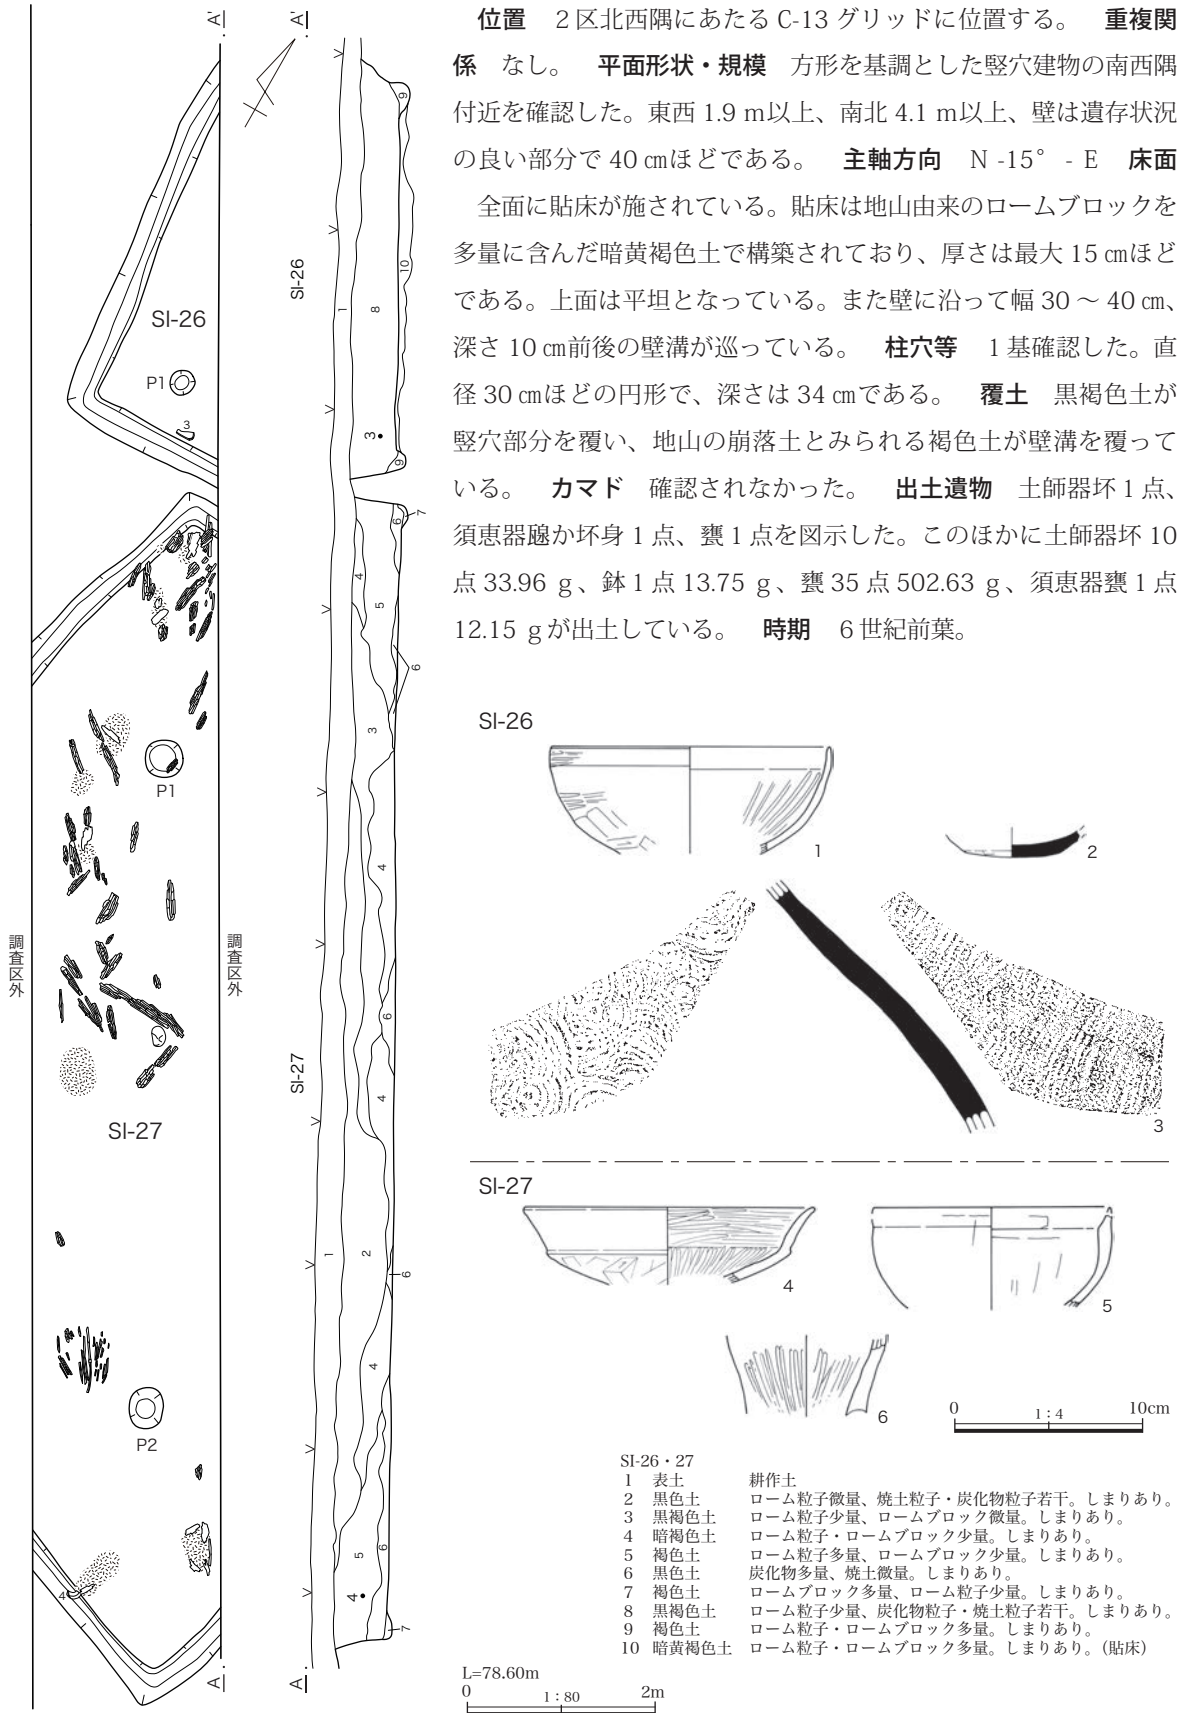 位置　２区北西隅にあたる C-13 グリッドに位置する。　重複関
係　なし。　平面形状・規模　方形を基調とした竪穴建物の南西隅
付近を確認した。東西 1.9 ｍ以上、南北 4.1 ｍ以上、壁は遺存状況
の良い部分で 40 ㎝ほどである。　主軸方向　Ｎ -15° - Ｅ　床面
　全面に貼床が施されている。貼床は地山由来のロームブロックを
多量に含んだ暗黄褐色土で構築されており、厚さは最大 15 ㎝ほど
である。上面は平坦となっている。また壁に沿って幅 30 ～ 40 ㎝、
深さ 10 ㎝前後の壁溝が巡っている。　柱穴等　１基確認した。直
径 30 ㎝ほどの円形で、深さは 34 ㎝である。　覆土　黒褐色土が
竪穴部分を覆い、地山の崩落土とみられる褐色土が壁溝を覆って
いる。　カマド　確認されなかった。　出土遺物　土師器坏 1 点、
須恵器𤭯か坏身 1 点、甕 1 点を図示した。このほかに土師器坏 10
点 33.96 ｇ、鉢 1 点 13.75 ｇ、甕 35 点 502.63 ｇ、須恵器甕 1 点
12.15 ｇが出土している。　時期　６世紀前葉。
A'
SI-26
P1
3
P1
調査区外
調査区外
SI-27
P2
4
A
A'
9
SI-26
1
8
10
3
9
6
7
4
5
6
3
4
6
SI-27
4
1
2
6
4
5
6
4
7
A
L=78.60m
0
1：80
2m
SI-26
1
2
3
SI-27
4
5
6
0
1：4
10cm
SI-26・27
1　表土　耕作土
2　黒色土　ローム粒子微量、焼土粒子・炭化物粒子若干。しまりあり。
3　黒褐色土　ローム粒子少量、ロームブロック微量。しまりあり。
4　暗褐色土　ローム粒子・ロームブロック少量。しまりあり。
5　褐色土　ローム粒子多量、ロームブロック少量。しまりあり。
6　黒色土　炭化物多量、焼土微量。しまりあり。
7　褐色土　ロームブロック多量、ローム粒子少量。しまりあり。
8　黒褐色土　ローム粒子少量、炭化物粒子・焼土粒子若干。しまりあり。
9　褐色土　ローム粒子・ロームブロック多量。しまりあり。
10　暗黄褐色土　ローム粒子・ロームブロック多量。しまりあり。（貼床）